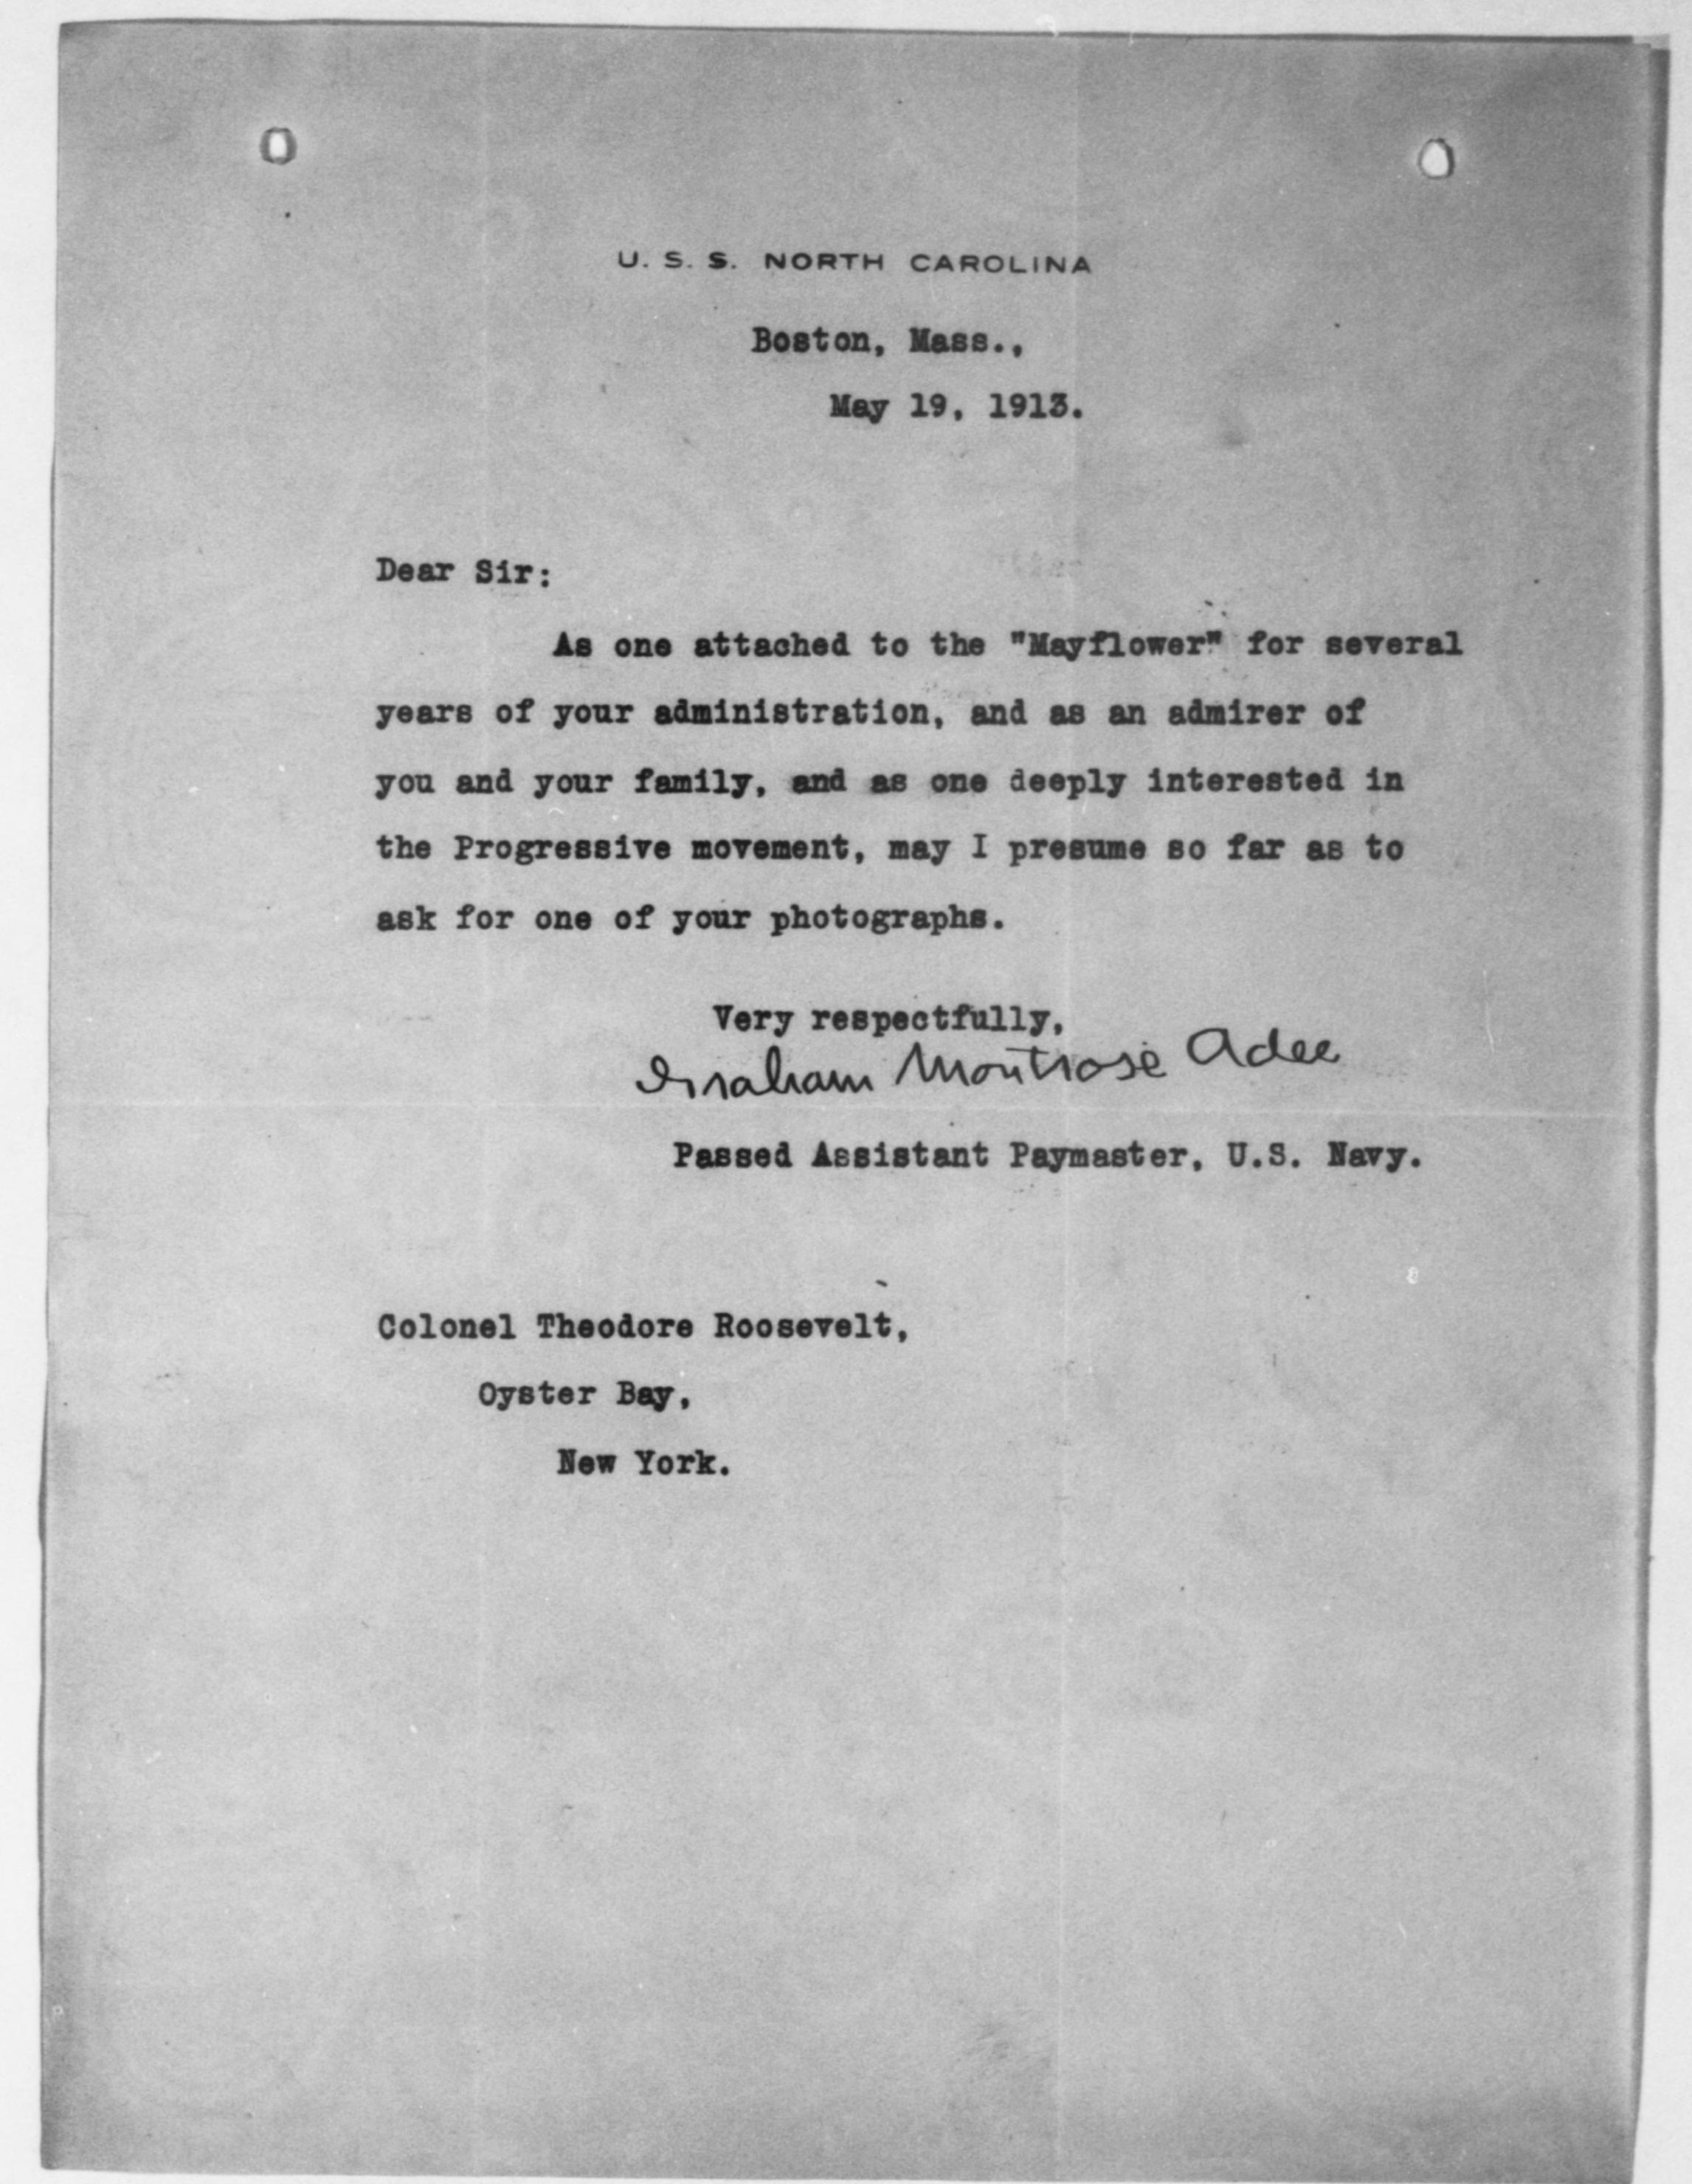 U. S. S. NORTH CAROLINA
Boston, Mass.,
May 19, 1913.
Dear Sir:
As one attached to the "Mayflower" for several
years of your administration, and as an admirer of
you and your family, and as one deeply interested in
the Progressive movement, may I presume so far as to
ask for one of your photographs.
Very respectfully,
Graham Montrose Adee
Passed Assistant Paymaster, U.S. Navy.
Colonel Theodore Roosevelt,
Oyster Bay,
New York.